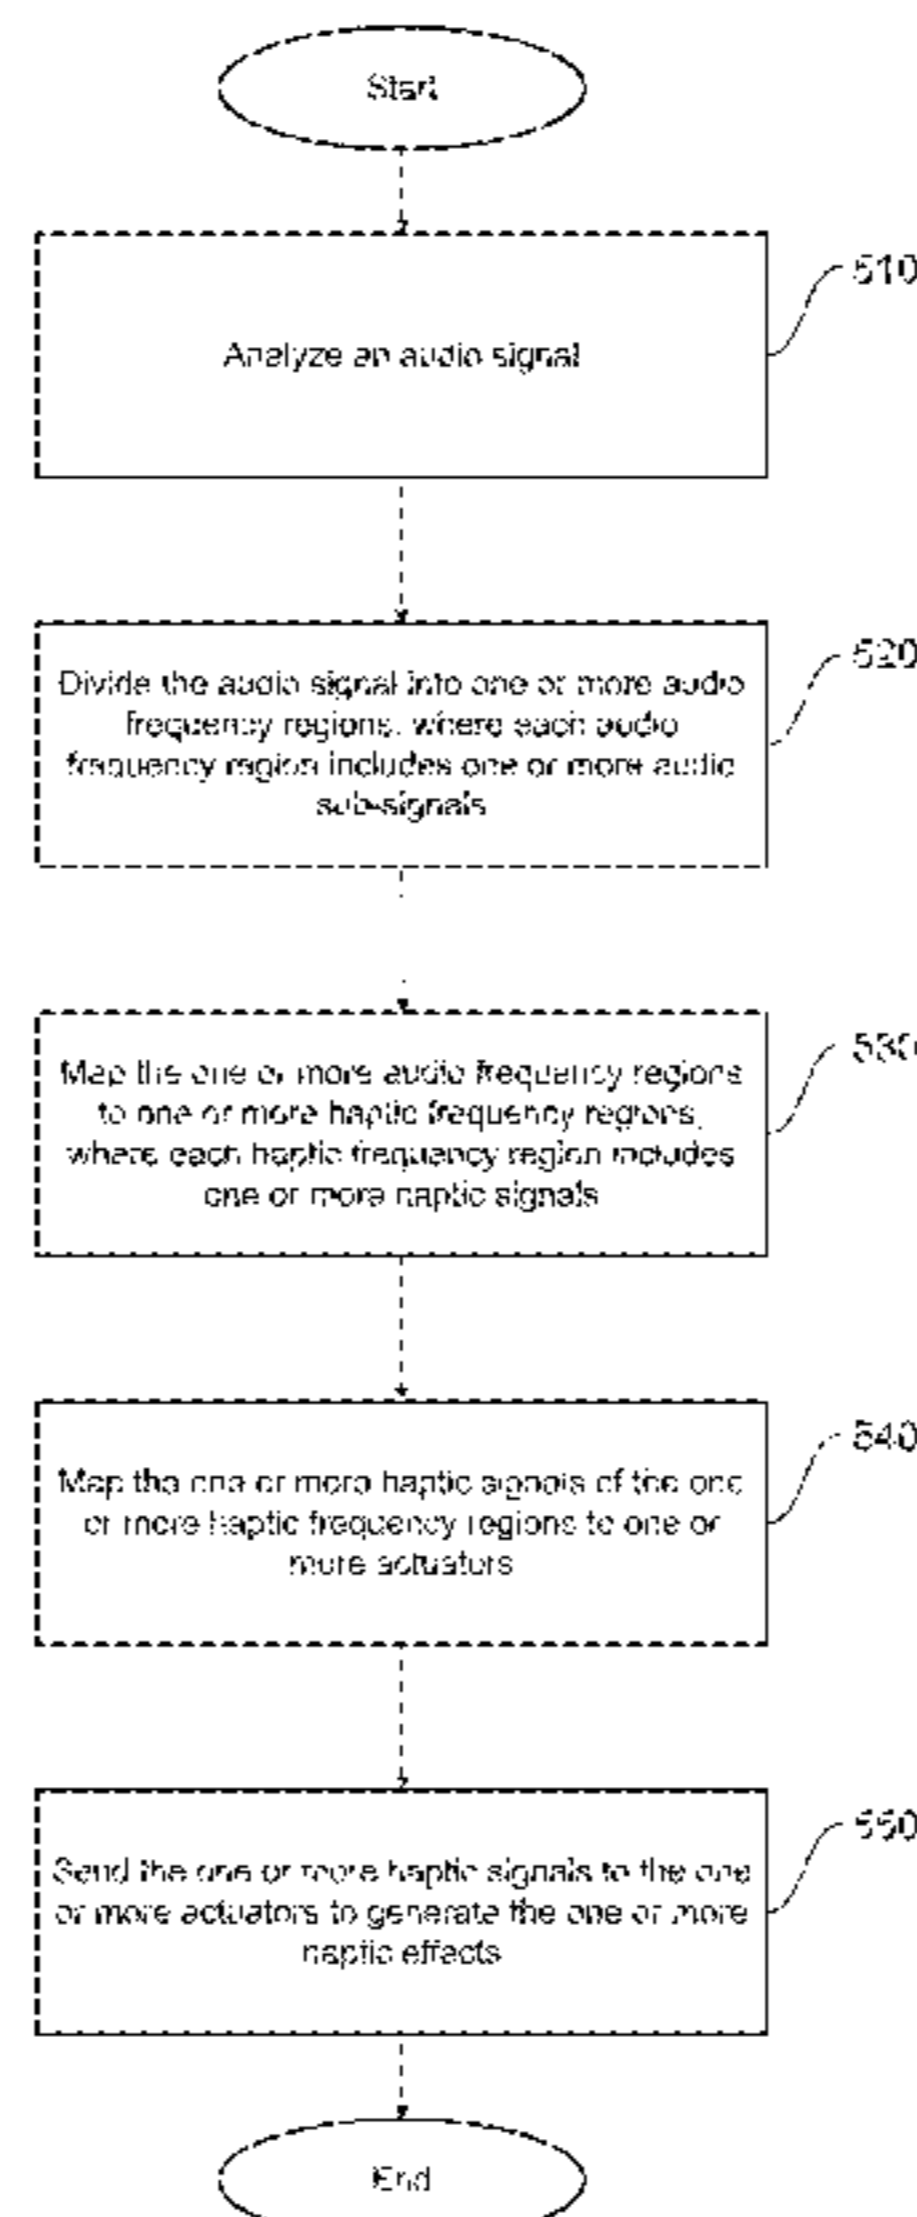 Start
510
Analyze an audio signal
520
Divide the audio signal into one or more audio
frequency regions, where each audio
frequency region includes one or more audio
sub-signals
530
Map the one or more audio frequency regions
to one or more haptic frequency regions,
where each haptic frequency region includes
one or more haptic signals
540
Map the one or more haptic signals of the one
or more haptic frequency regions to one or
more actuators
550
Send the one or more haptic signals to the one
or more actuators to generate the one or more
haptic effects
End